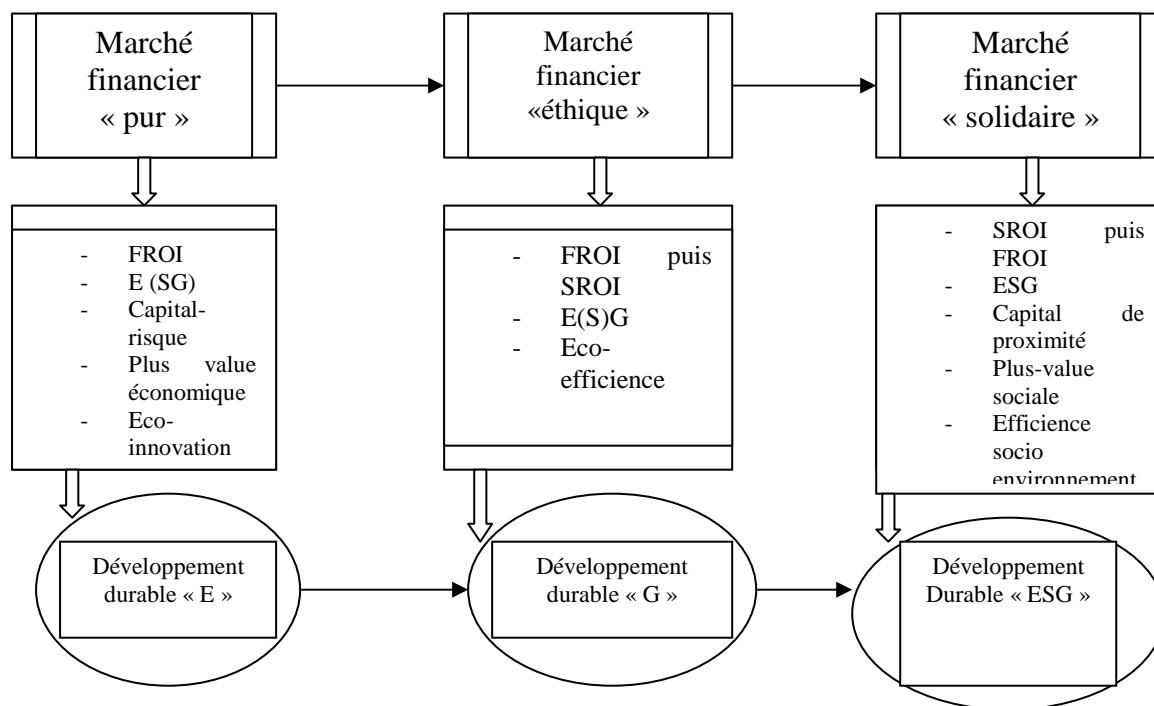 Marché
financier
« pur »
Marché
financier
«éthique »
Marché
financier
« solidaire »
- FROI
- E (SG)
- Capital-
risque
- Plus value
économique
- Eco-
innovation
- FROI puis
SROI
- E(S)G
- Eco-
efficience
- SROI puis
FROI
- ESG
- Capital de
proximité
- Plus-value
sociale
- Efficience
socio
environnement
Développement
durable « E »
Développement
durable « G »
Développement
Durable « ESG »